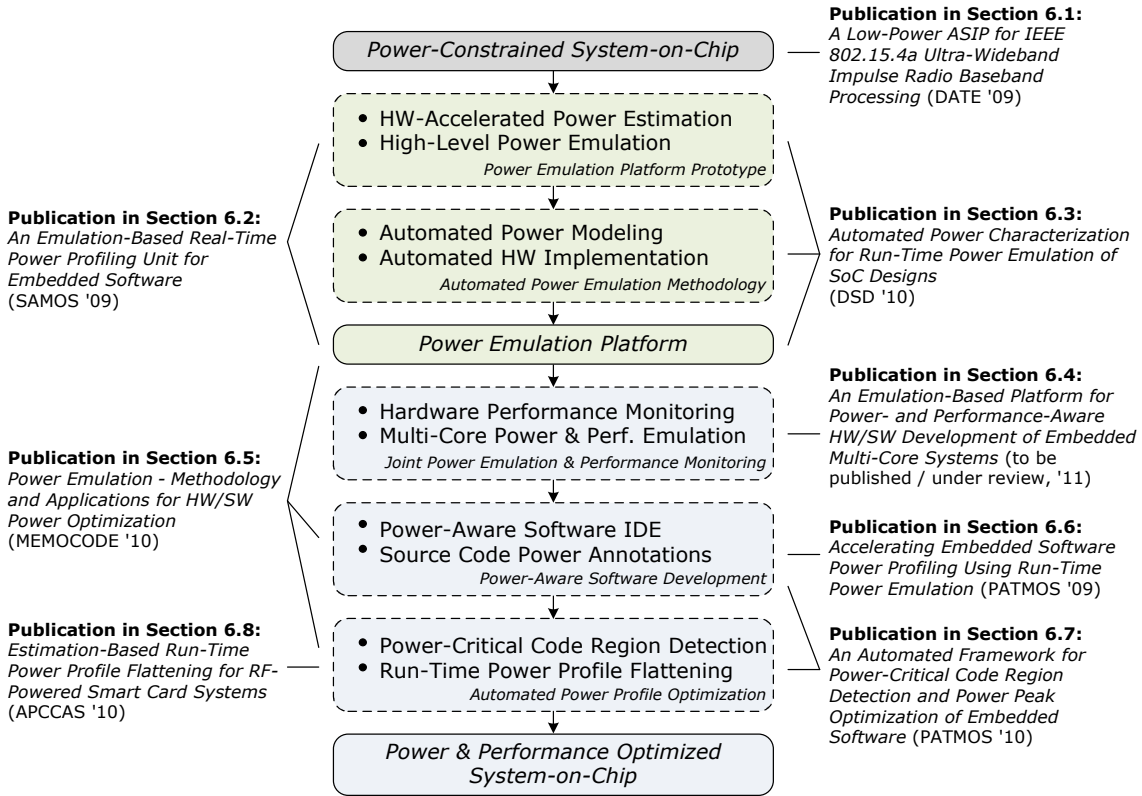 Power-Constrained System-on-Chip
• HW-Accelerated Power Estimation
• High-Level Power Emulation
Power Emulation Platform Prototype
• Automated Power Modeling
• Automated HW Implementation
Automated Power Emulation Methodology
Power Emulation Platform
• Hardware Performance Monitoring
• Multi-Core Power & Perf. Emulation
Joint Power Emulation & Performance Monitoring
• Power-Aware Software IDE
• Source Code Power Annotations
Power-Aware Software Development
• Power-Critical Code Region Detection
• Run-Time Power Profile Flattening
Automated Power Profile Optimization
Power & Performance Optimized
System-on-Chip
Publication in Section 6.1:
A Low-Power ASIP for IEEE
802.15.4a Ultra-Wideband
Impulse Radio Baseband
Processing (DATE '09)
Publication in Section 6.2:
An Emulation-Based Real-Time
Power Profiling Unit for
Embedded Software
(SAMOS '09)
Publication in Section 6.3:
Automated Power Characterization
for Run-Time Power Emulation of
SoC Designs
(DSD '10)
Publication in Section 6.4:
An Emulation-Based Platform for
Power- and Performance-Aware
HW/SW Development of Embedded
Multi-Core Systems (to be
published / under review, '11)
Publication in Section 6.5:
Power Emulation - Methodology
and Applications for HW/SW
Power Optimization
(MEMOCODE '10)
Publication in Section 6.6:
Accelerating Embedded Software
Power Profiling Using Run-Time
Power Emulation (PATMOS '09)
Publication in Section 6.8:
Estimation-Based Run-Time
Power Profile Flattening for RF-
Powered Smart Card Systems
(APCCAS '10)
Publication in Section 6.7:
An Automated Framework for
Power-Critical Code Region
Detection and Power Peak
Optimization of Embedded
Software (PATMOS '10)